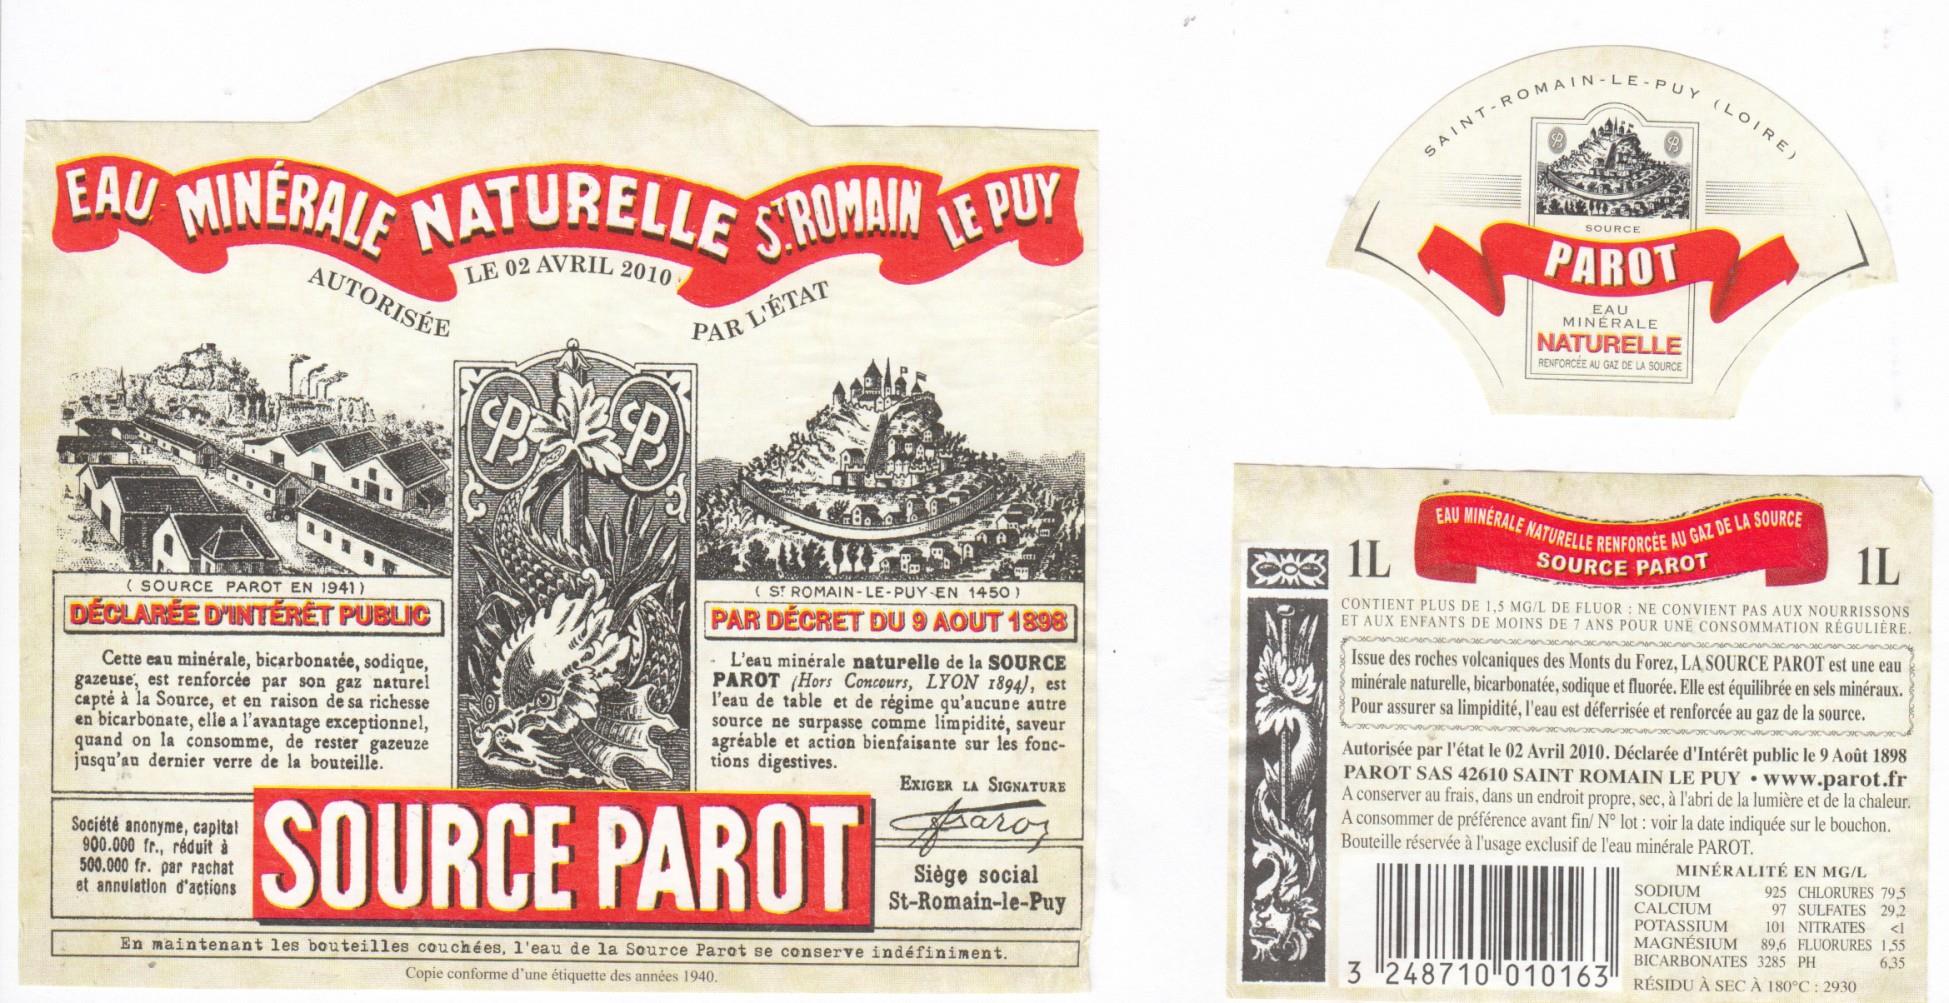 EAU MINÉRALE NATURELLE ST. ROMAIN LE PUY
AUTORISÉE LE 02 AVRIL 2010 PAR L'ÉTAT
( SOURCE PAROT EN 1941 )
DÉCLARÉE D'INTÉRÊT PUBLIC
Cette eau minérale, bicarbonatée, sodique,
gazeuse, est renforcée par son gaz naturel
capté à la Source, et en raison de sa richesse
en bicarbonate, elle a l'avantage exceptionnel,
quand on la consomme, de rester gazeuze
jusqu'au dernier verre de la bouteille.
( ST ROMAIN-LE-PUY-EN 1450 )
PAR DÉCRET DU 9 AOUT 1898
L'eau minérale naturelle de la SOURCE
PAROT (Hors Concours, LYON 1894), est
l'eau de table et de régime qu'aucune autre
source ne surpasse comme limpidité, saveur
agréable et action bienfaisante sur les fonc-
tions digestives.
EXIGER LA SIGNATURE
Parot
Société anonyme, capital
900.000 fr., réduit à
500.000 fr. par rachat
et annulation d'actions
SOURCE PAROT
Siège social
St-Romain-le-Puy
En maintenant les bouteilles couchées, l'eau de la Source Parot se conserve indéfiniment.
Copie conforme d'une étiquette des années 1940.
SAINT-ROMAIN-LE-PUY (LOIRE)
SOURCE
PAROT
EAU
MINÉRALE
NATURELLE
RENFORCÉE AU GAZ DE LA SOURCE
1L
EAU MINÉRALE NATURELLE RENFORCÉE AU GAZ DE LA SOURCE
SOURCE PAROT
1L
CONTIENT PLUS DE 1,5 MG/L DE FLUOR : NE CONVIENT PAS AUX NOURRISSONS
ET AUX ENFANTS DE MOINS DE 7 ANS POUR UNE CONSOMMATION RÉGULIÈRE.
Issue des roches volcaniques des Monts du Forez, LA SOURCE PAROT est une eau
minérale naturelle, bicarbonatée, sodique et fluorée. Elle est équilibrée en sels minéraux.
Pour assurer sa limpidité, l'eau est déferrisée et renforcée au gaz de la source.
Autorisée par l'état le 02 Avril 2010. Déclarée d'Intérêt public le 9 Août 1898
PAROT SAS 42610 SAINT ROMAIN LE PUY • www.parot.fr
A conserver au frais, dans un endroit propre, sec, à l'abri de la lumière et de la chaleur.
A consommer de préférence avant fin/ N° lot : voir la date indiquée sur le bouchon.
Bouteille réservée à l'usage exclusif de l'eau minérale PAROT.
MINÉRALITÉ EN MG/L
SODIUM 925 CHLORURES 79,5
CALCIUM 97 SULFATES 29,2
POTASSIUM 101 NITRATES <1
MAGNÉSIUM 89,6 FLUORURES 1,55
BICARBONATES 3285 PH 6,35
RÉSIDU À SEC À 180°C : 2930
3 248710 010163